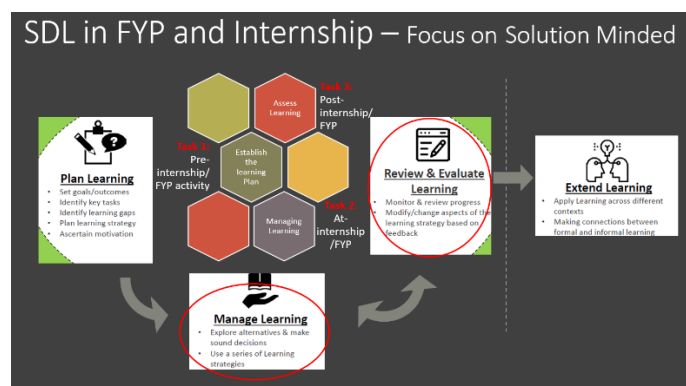 SDL in FYP and Internship – Focus on Solution Minded
Plan Learning
• Set goals/outcomes
• Identify key tasks
• Identify learning gaps
• Plan learning strategy
• Ascertain motivation
Task 1:
Pre-
internship/
FYP activity
Assess
Learning
Establish
the
learning
Plan
Managing
Learning
Task 3:
Post-
internship/
FYP
Task 2:
At-
internship
/FYP
Manage Learning
• Explore alternatives & make
sound decisions
• Use a series of Learning
strategies
Review & Evaluate
Learning
• Monitor & review progress
• Modify/change aspects of the
learning strategy based on
feedback
Extend Learning
• Apply Learning across different
contexts
• Making connections between
formal and informal learning